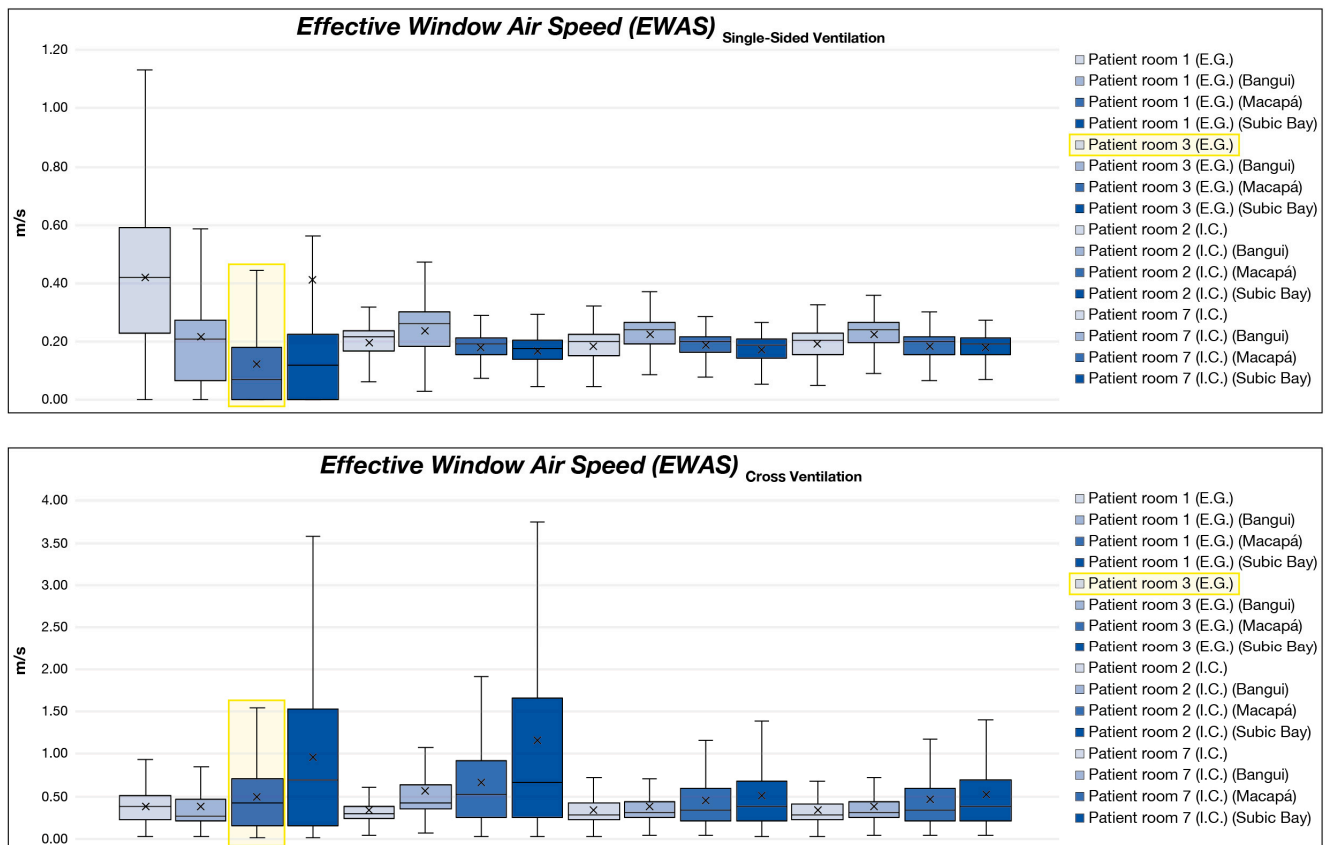 Effective Window Air Speed (EWAS) Single-Sided Ventilation
1.20
1.00
0.80
0.60
0.40
0.20
0.00
m/s
Patient room 1 (E.G.)
Patient room 1 (E.G.) (Bangui)
Patient room 1 (E.G.) (Macapá)
Patient room 1 (E.G.) (Subic Bay)
Patient room 3 (E.G.)
Patient room 3 (E.G.) (Bangui)
Patient room 3 (E.G.) (Macapá)
Patient room 3 (E.G.) (Subic Bay)
Patient room 2 (I.C.)
Patient room 2 (I.C.) (Bangui)
Patient room 2 (I.C.) (Macapá)
Patient room 2 (I.C.) (Subic Bay)
Patient room 7 (I.C.)
Patient room 7 (I.C.) (Bangui)
Patient room 7 (I.C.) (Macapá)
Patient room 7 (I.C.) (Subic Bay)
Effective Window Air Speed (EWAS) Cross Ventilation
4.00
3.50
3.00
2.50
2.00
1.50
1.00
0.50
0.00
m/s
Patient room 1 (E.G.)
Patient room 1 (E.G.) (Bangui)
Patient room 1 (E.G.) (Macapá)
Patient room 1 (E.G.) (Subic Bay)
Patient room 3 (E.G.)
Patient room 3 (E.G.) (Bangui)
Patient room 3 (E.G.) (Macapá)
Patient room 3 (E.G.) (Subic Bay)
Patient room 2 (I.C.)
Patient room 2 (I.C.) (Bangui)
Patient room 2 (I.C.) (Macapá)
Patient room 2 (I.C.) (Subic Bay)
Patient room 7 (I.C.)
Patient room 7 (I.C.) (Bangui)
Patient room 7 (I.C.) (Macapá)
Patient room 7 (I.C.) (Subic Bay)